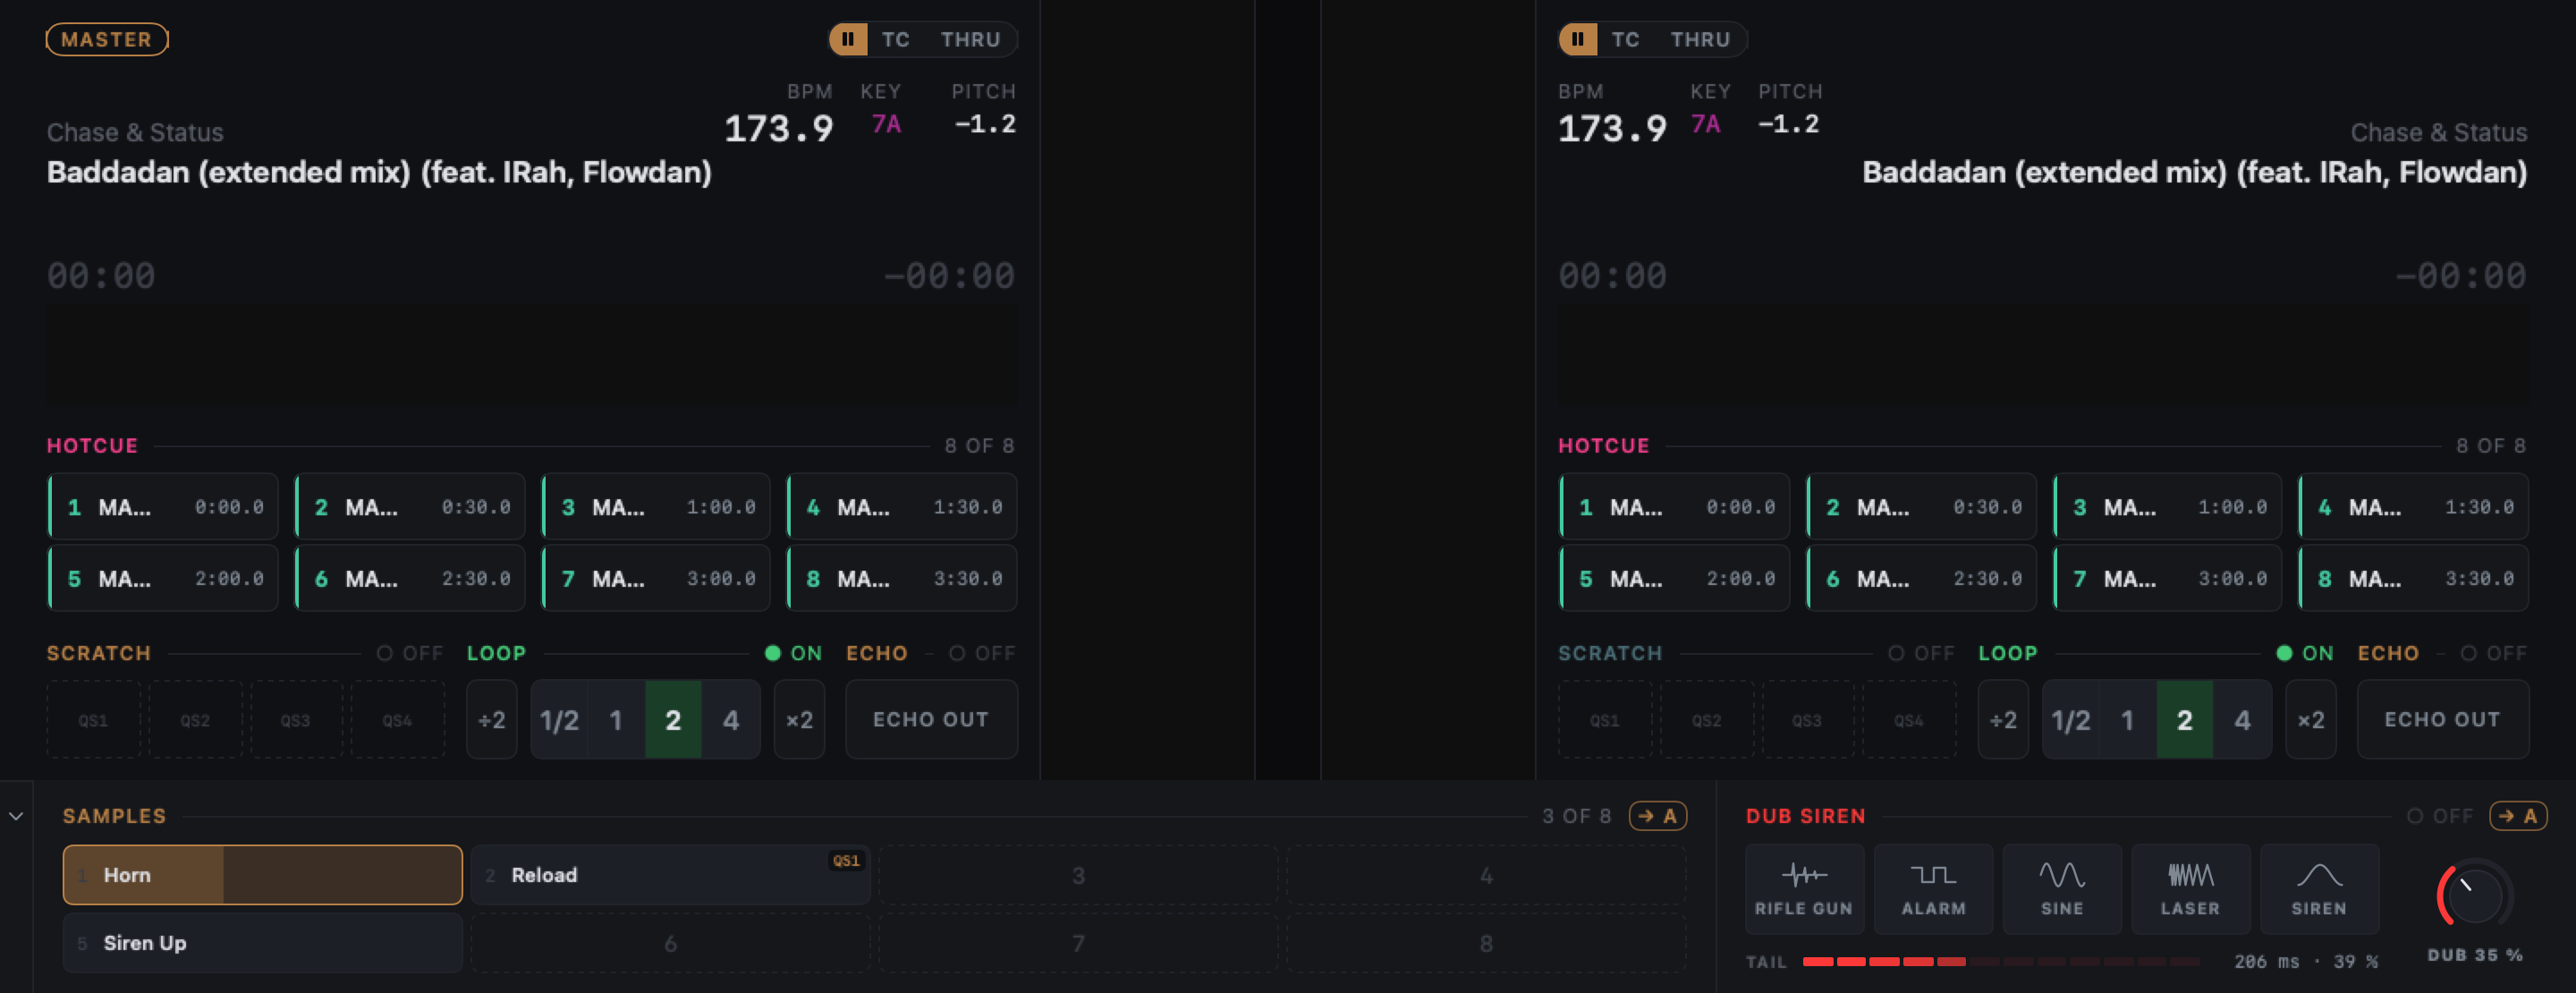 MASTER
TC THRU
TC THRU
BPM KEY PITCH
173.9 7A −1.2
Chase & Status
Baddadan (extended mix) (feat. IRah, Flowdan)
BPM KEY PITCH
173.9 7A −1.2
Chase & Status
Baddadan (extended mix) (feat. IRah, Flowdan)
00:00 −00:00
00:00 −00:00
HOTCUE 8 OF 8
1 MA... 0:00.0 2 MA... 0:30.0 3 MA... 1:00.0 4 MA... 1:30.0
5 MA... 2:00.0 6 MA... 2:30.0 7 MA... 3:00.0 8 MA... 3:30.0
HOTCUE 8 OF 8
1 MA... 0:00.0 2 MA... 0:30.0 3 MA... 1:00.0 4 MA... 1:30.0
5 MA... 2:00.0 6 MA... 2:30.0 7 MA... 3:00.0 8 MA... 3:30.0
SCRATCH OFF LOOP ON ECHO OFF
QS1 QS2 QS3 QS4 ÷2 1/2 1 2 4 ×2 ECHO OUT
SCRATCH OFF LOOP ON ECHO OFF
QS1 QS2 QS3 QS4 ÷2 1/2 1 2 4 ×2 ECHO OUT
SAMPLES 3 OF 8 → A
1 Horn 2 Reload QS1 3 4
5 Siren Up 6 7 8
DUB SIREN OFF → A
RIFLE GUN ALARM SINE LASER SIREN
TAIL 206 ms · 39 % DUB 35 %